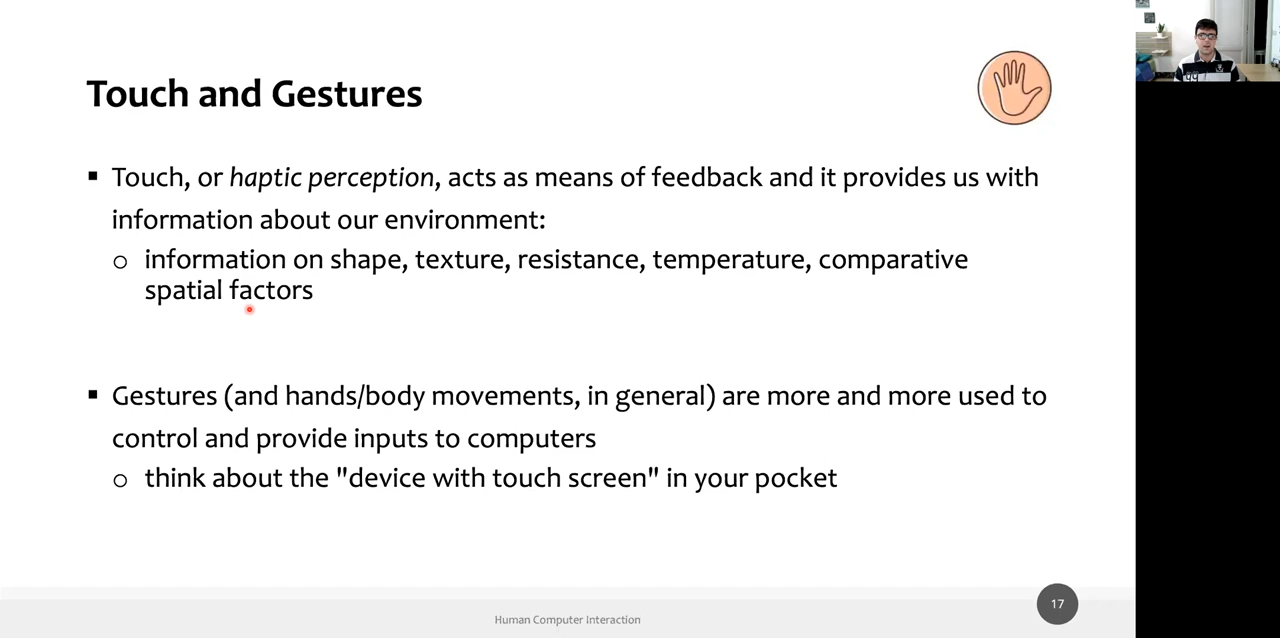 Touch and Gestures
▪ Touch, or haptic perception, acts as means of feedback and it provides us with
information about our environment:
o information on shape, texture, resistance, temperature, comparative
spatial factors
▪ Gestures (and hands/body movements, in general) are more and more used to
control and provide inputs to computers
o think about the "device with touch screen" in your pocket
Human Computer Interaction
17